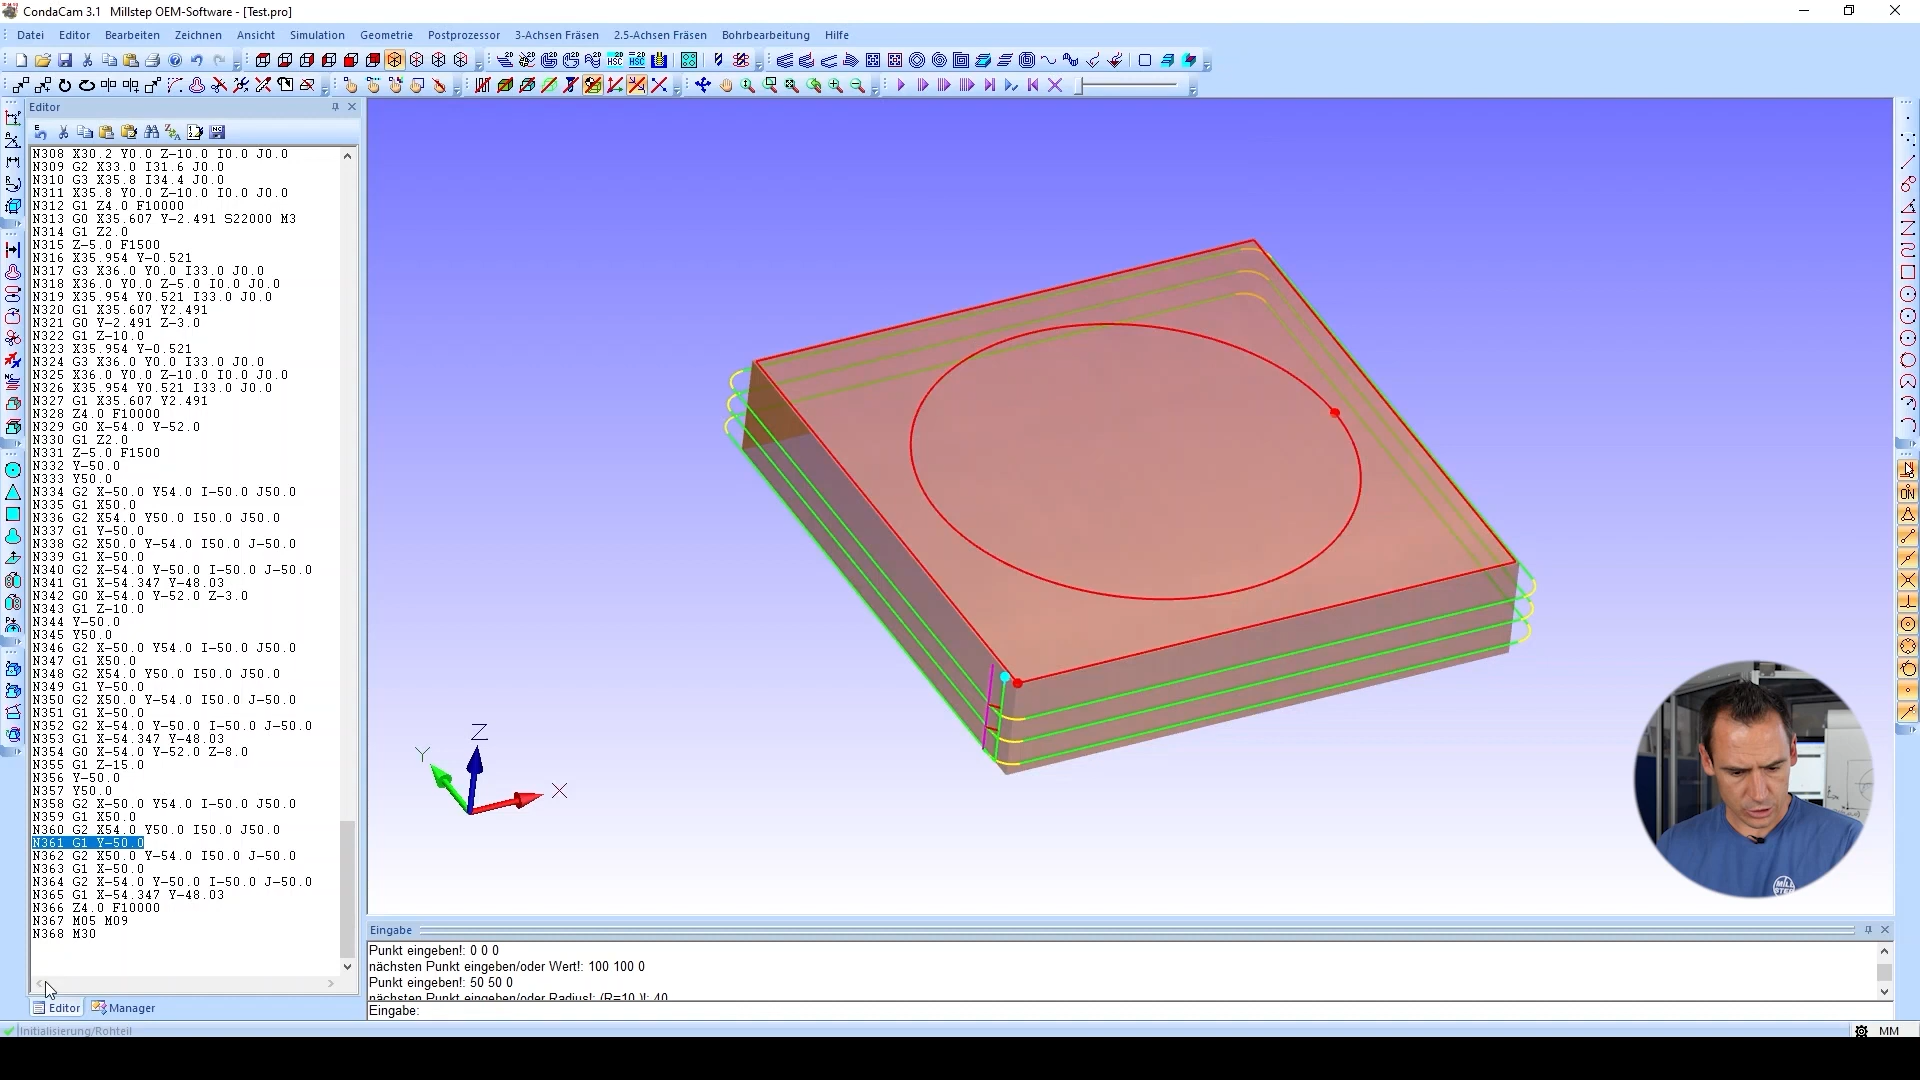 CondaCam 3.1 Millstep OEM-Software - [Test.pro]
Datei Editor Bearbeiten Zeichnen Ansicht Simulation Geometrie Postprozessor 3-Achsen Fräsen 2.5-Achsen Fräsen Bohrbearbeitung Hilfe
Editor
N308 X30.2 Y0.0 Z-10.0 I0.0 J0.0
N309 G2 X33.0 I31.6 J0.0
N310 G3 X35.8 I34.4 J0.0
N311 X35.8 Y0.0 Z-10.0 I0.0 J0.0
N312 G1 Z4.0 F10000
N313 G0 X35.607 Y-2.491 S22000 M3
N314 G1 Z2.0
N315 Z-5.0 F1500
N316 X35.954 Y-0.521
N317 G3 X36.0 Y0.0 I33.0 J0.0
N318 X36.0 Y0.0 Z-5.0 I0.0 J0.0
N319 X35.954 Y0.521 I33.0 J0.0
N320 G1 X35.607 Y2.491
N321 G0 Y-2.491 Z-3.0
N322 G1 Z-10.0
N323 X35.954 Y-0.521
N324 G3 X36.0 Y0.0 I33.0 J0.0
N325 X36.0 Y0.0 Z-10.0 I0.0 J0.0
N326 X35.954 Y0.521 I33.0 J0.0
N327 G1 X35.607 Y2.491
N328 Z4.0 F10000
N329 G0 X-54.0 Y-52.0
N330 G1 Z2.0
N331 Z-5.0 F1500
N332 Y-50.0
N333 Y50.0
N334 G2 X-50.0 Y54.0 I-50.0 J50.0
N335 G1 X50.0
N336 G2 X54.0 Y50.0 I50.0 J50.0
N337 G1 Y-50.0
N338 G2 X50.0 Y-54.0 I50.0 J-50.0
N339 G1 X-50.0
N340 G2 X-54.0 Y-50.0 I-50.0 J-50.0
N341 G1 X-54.347 Y-48.03
N342 G0 X-54.0 Y-52.0 Z-3.0
N343 G1 Z-10.0
N344 Y-50.0
N345 Y50.0
N346 G2 X-50.0 Y54.0 I-50.0 J50.0
N347 G1 X50.0
N348 G2 X54.0 Y50.0 I50.0 J50.0
N349 G1 Y-50.0
N350 G2 X50.0 Y-54.0 I50.0 J-50.0
N351 G1 X-50.0
N352 G2 X-54.0 Y-50.0 I-50.0 J-50.0
N353 G1 X-54.347 Y-48.03
N354 G0 X-54.0 Y-52.0 Z-8.0
N355 G1 Z-15.0
N356 Y-50.0
N357 Y50.0
N358 G2 X-50.0 Y54.0 I-50.0 J50.0
N359 G1 X50.0
N360 G2 X54.0 Y50.0 I50.0 J50.0
N361 G1 Y-50.0
N362 G2 X50.0 Y-54.0 I50.0 J-50.0
N363 G1 X-50.0
N364 G2 X-54.0 Y-50.0 I-50.0 J-50.0
N365 G1 X-54.347 Y-48.03
N366 Z4.0 F10000
N367 M05 M09
N368 M30
Editor Manager
Initialisierung/Rohteil
Z
Y
X
Eingabe
Punkt eingeben!: 0 0 0
nächsten Punkt eingeben/oder Wert!: 100 100 0
Punkt eingeben!: 50 50 0
nächsten Punkt eingeben/oder Radius!: (R=10 )!: 40
Eingabe:
MM